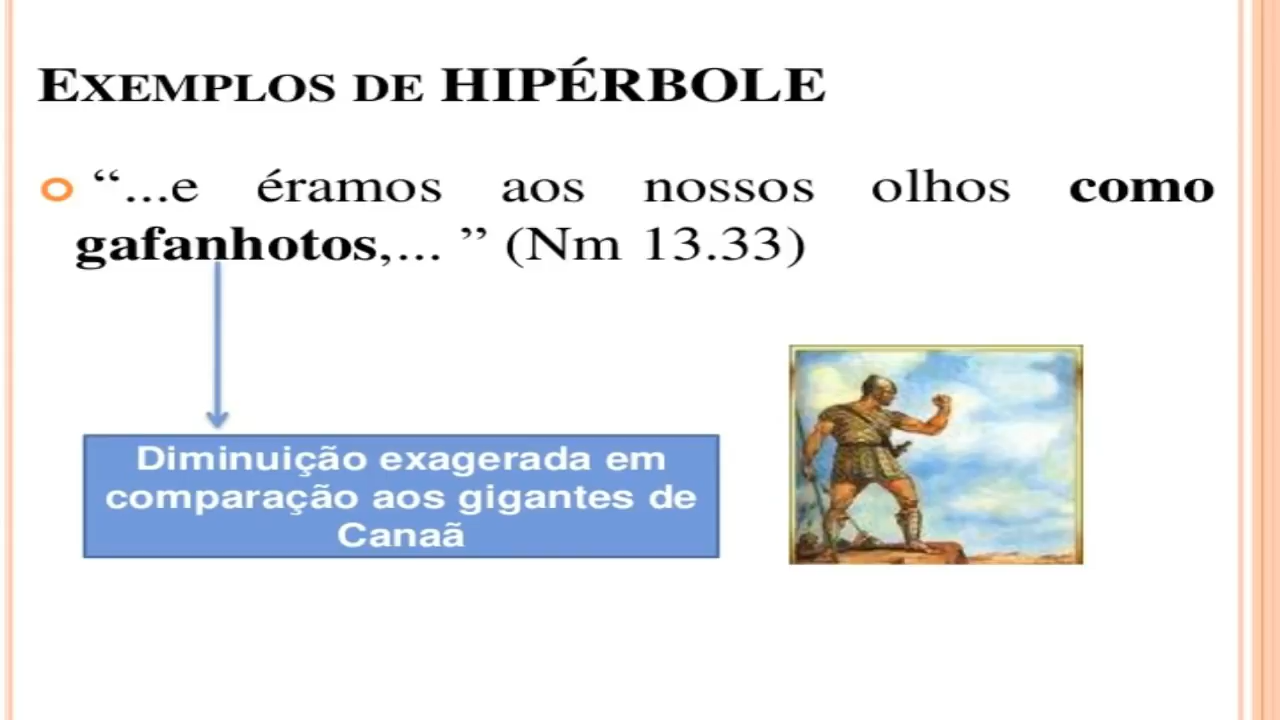 EXEMPLOS DE HIPÉRBOLE
“...e éramos aos nossos olhos como
gafanhotos,... ” (Nm 13.33)
Diminuição exagerada em
comparação aos gigantes de
Canaã